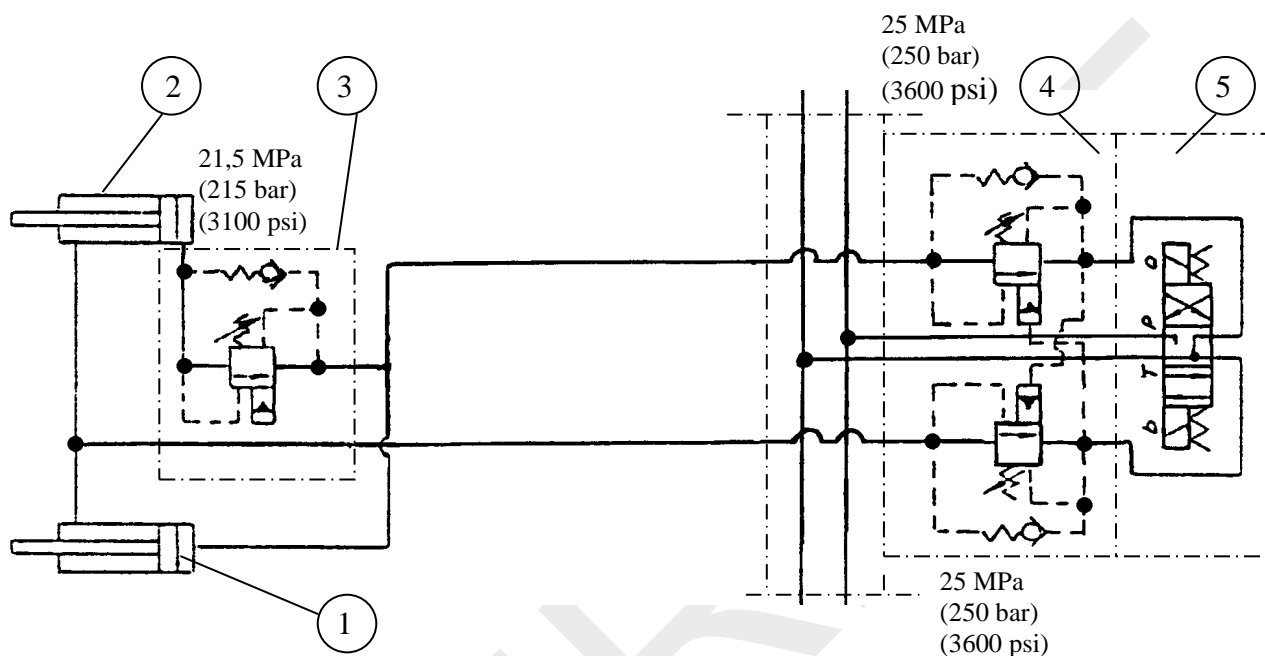 25 MPa
(250 bar)
(3600 psi)
2
3
4
5
21,5 MPa
(215 bar)
(3100 psi)
a
P
T
b
1
25 MPa
(250 bar)
(3600 psi)